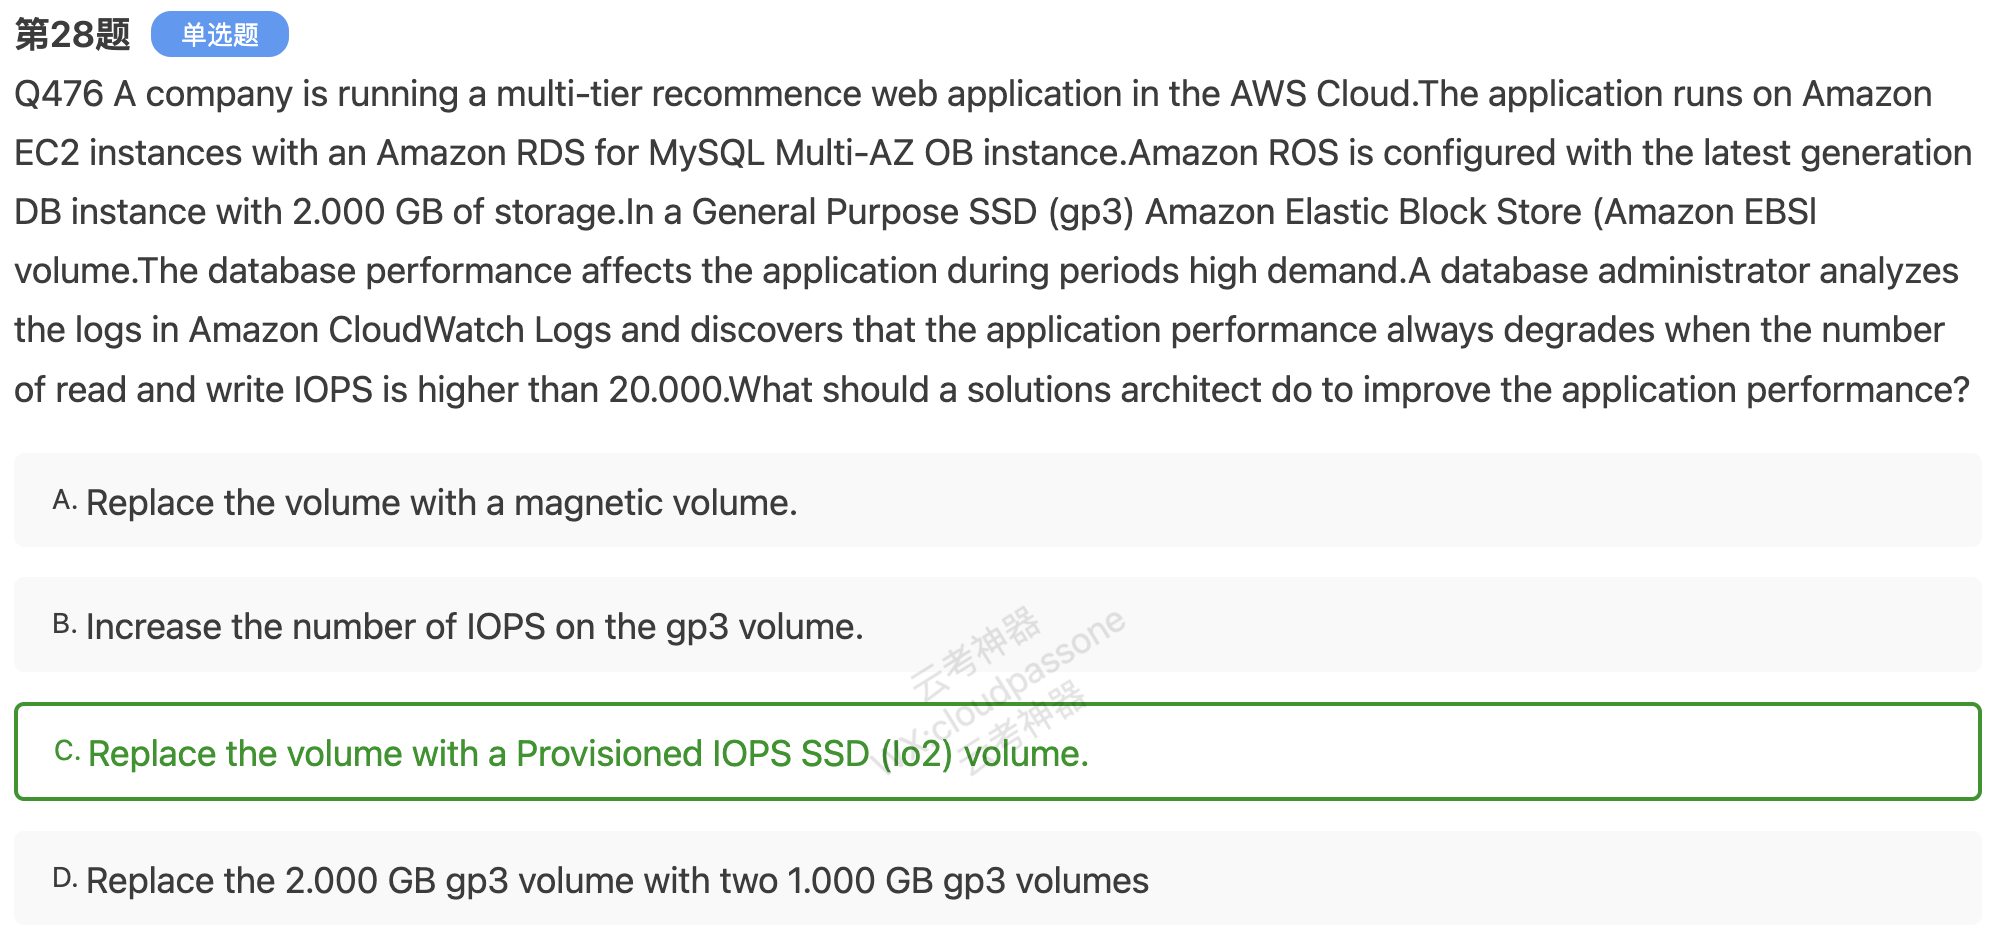 第28题 单选题
Q476 A company is running a multi-tier recommence web application in the AWS Cloud.The application runs on Amazon
EC2 instances with an Amazon RDS for MySQL Multi-AZ OB instance.Amazon ROS is configured with the latest generation
DB instance with 2.000 GB of storage.In a General Purpose SSD (gp3) Amazon Elastic Block Store (Amazon EBSl
volume.The database performance affects the application during periods high demand.A database administrator analyzes
the logs in Amazon CloudWatch Logs and discovers that the application performance always degrades when the number
of read and write IOPS is higher than 20.000.What should a solutions architect do to improve the application performance?
A. Replace the volume with a magnetic volume.
B. Increase the number of IOPS on the gp3 volume.
云考神器
WX:cloudpassone
云考神器
C. Replace the volume with a Provisioned IOPS SSD (Io2) volume.
D. Replace the 2.000 GB gp3 volume with two 1.000 GB gp3 volumes